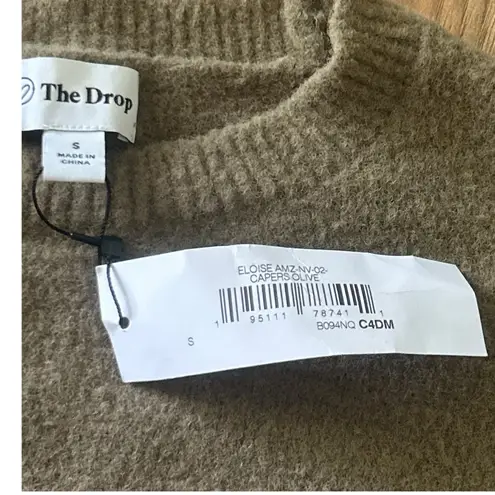 The Drop
S
MADE IN
CHINA
ELOISE AMZ-NV-02-
CAPERS OLIVE
1 95111 78741 1
B094NQ C4DM
S